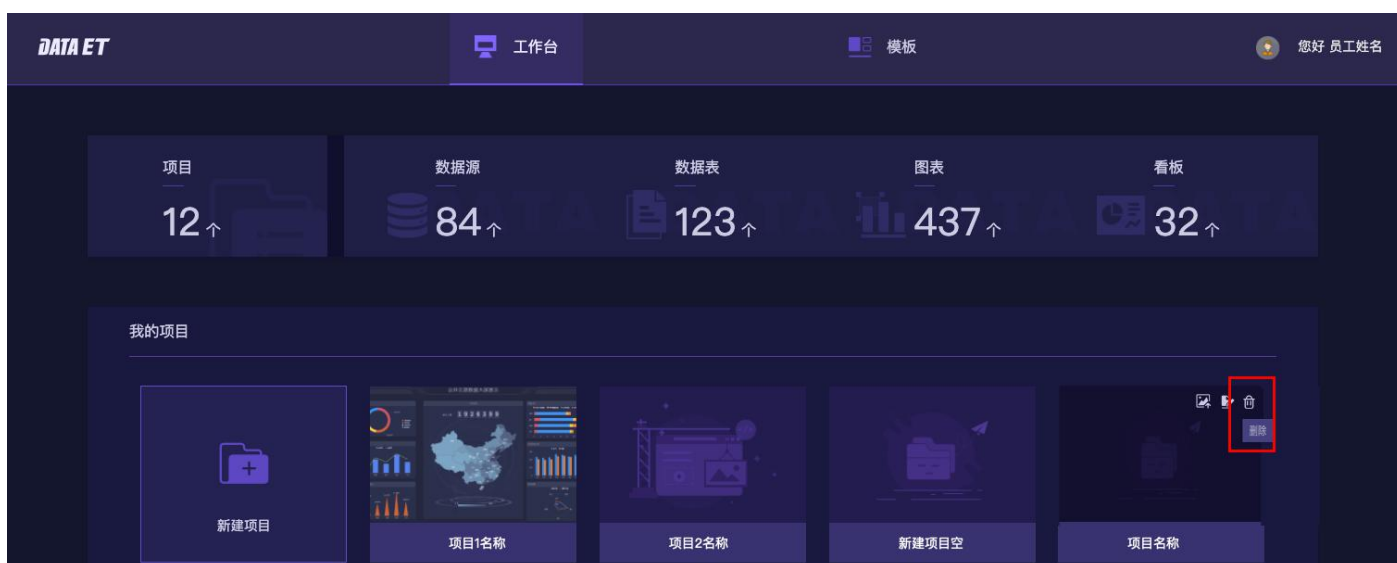 DATA ET
工作台
模板
您好 员工姓名
项目
12个
数据源
84个
数据表
123个
图表
437个
看板
32个
我的项目
删除
新建项目
项目1名称
项目2名称
新建项目空
项目名称